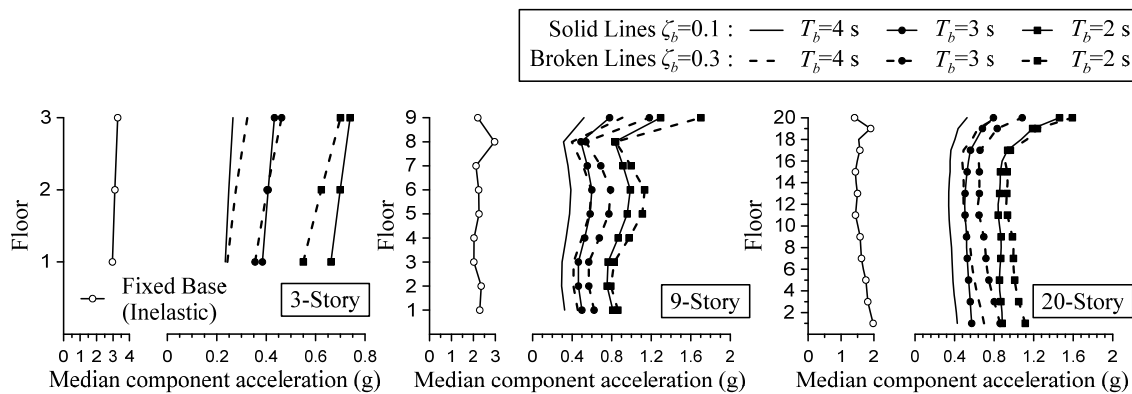 Solid Lines ζb=0.1 : Tb=4 s Tb=3 s Tb=2 s
Broken Lines ζb=0.3 : Tb=4 s Tb=3 s Tb=2 s
Floor
3
2
1
Fixed Base
(Inelastic)
3-Story
0 1 2 3 4
0 0.2 0.4 0.6 0.8
Median component acceleration (g)
Floor
9
8
7
6
5
4
3
2
1
9-Story
0 1 2 3
0 0.4 0.8 1.2 1.6 2
Median component acceleration (g)
Floor
20
18
16
14
12
10
8
6
4
2
20-Story
0 1 2
0 0.4 0.8 1.2 1.6 2
Median component acceleration (g)